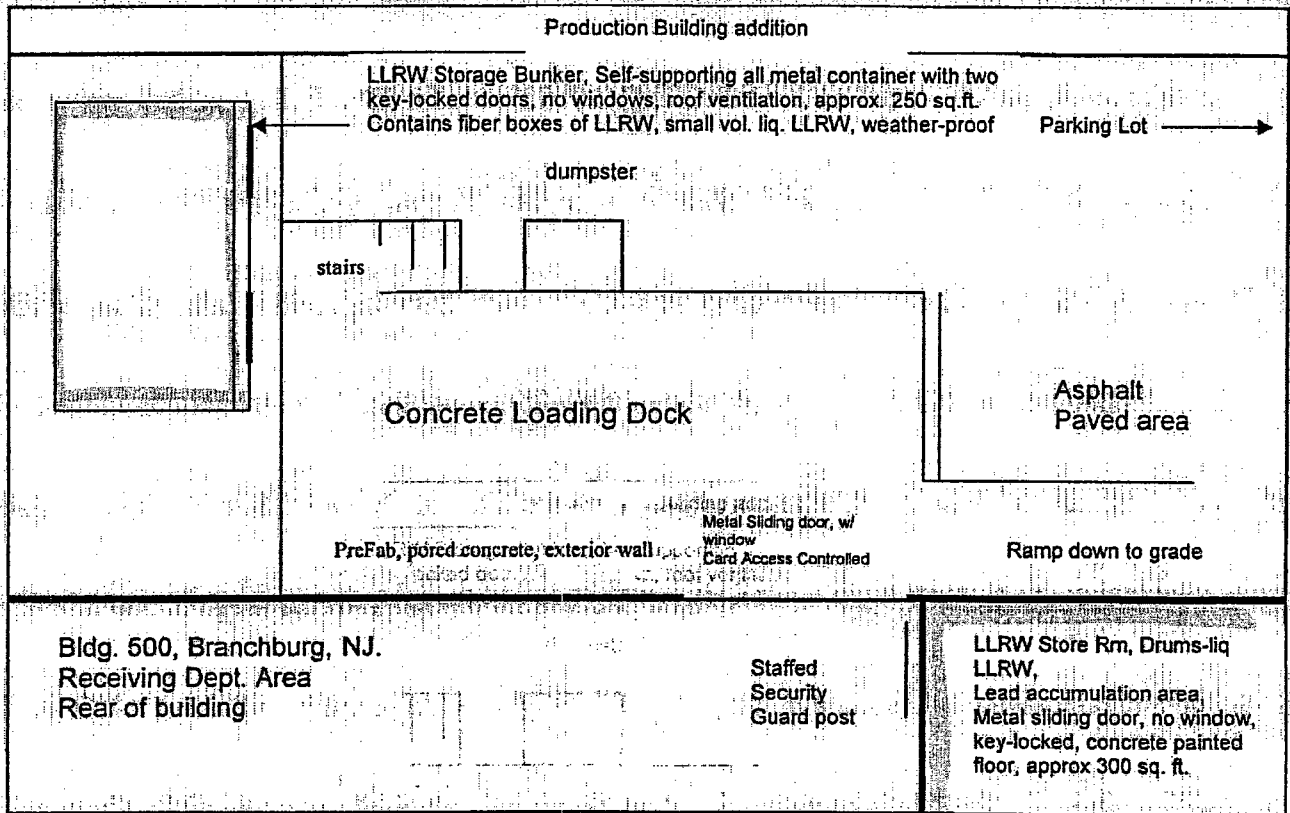 Production Building addition
LLRW Storage Bunker, Self-supporting all metal container with two
key-locked doors, no windows, roof ventilation, approx. 250 sq.ft.
Contains fiber boxes of LLRW, small vol. liq. LLRW, weather-proof
Parking Lot
dumpster
stairs
Concrete Loading Dock
Asphalt
Paved area
Metal Sliding door, w/
window
Card Access Controlled
PreFab, pored concrete, exterior wall
Ramp down to grade
Bldg. 500, Branchburg, NJ.
Receiving Dept. Area
Rear of building
Staffed
Security
Guard post
LLRW Store Rm, Drums-liq
LLRW,
Lead accumulation area,
Metal sliding door, no window,
key-locked, concrete painted
floor, approx 300 sq. ft.